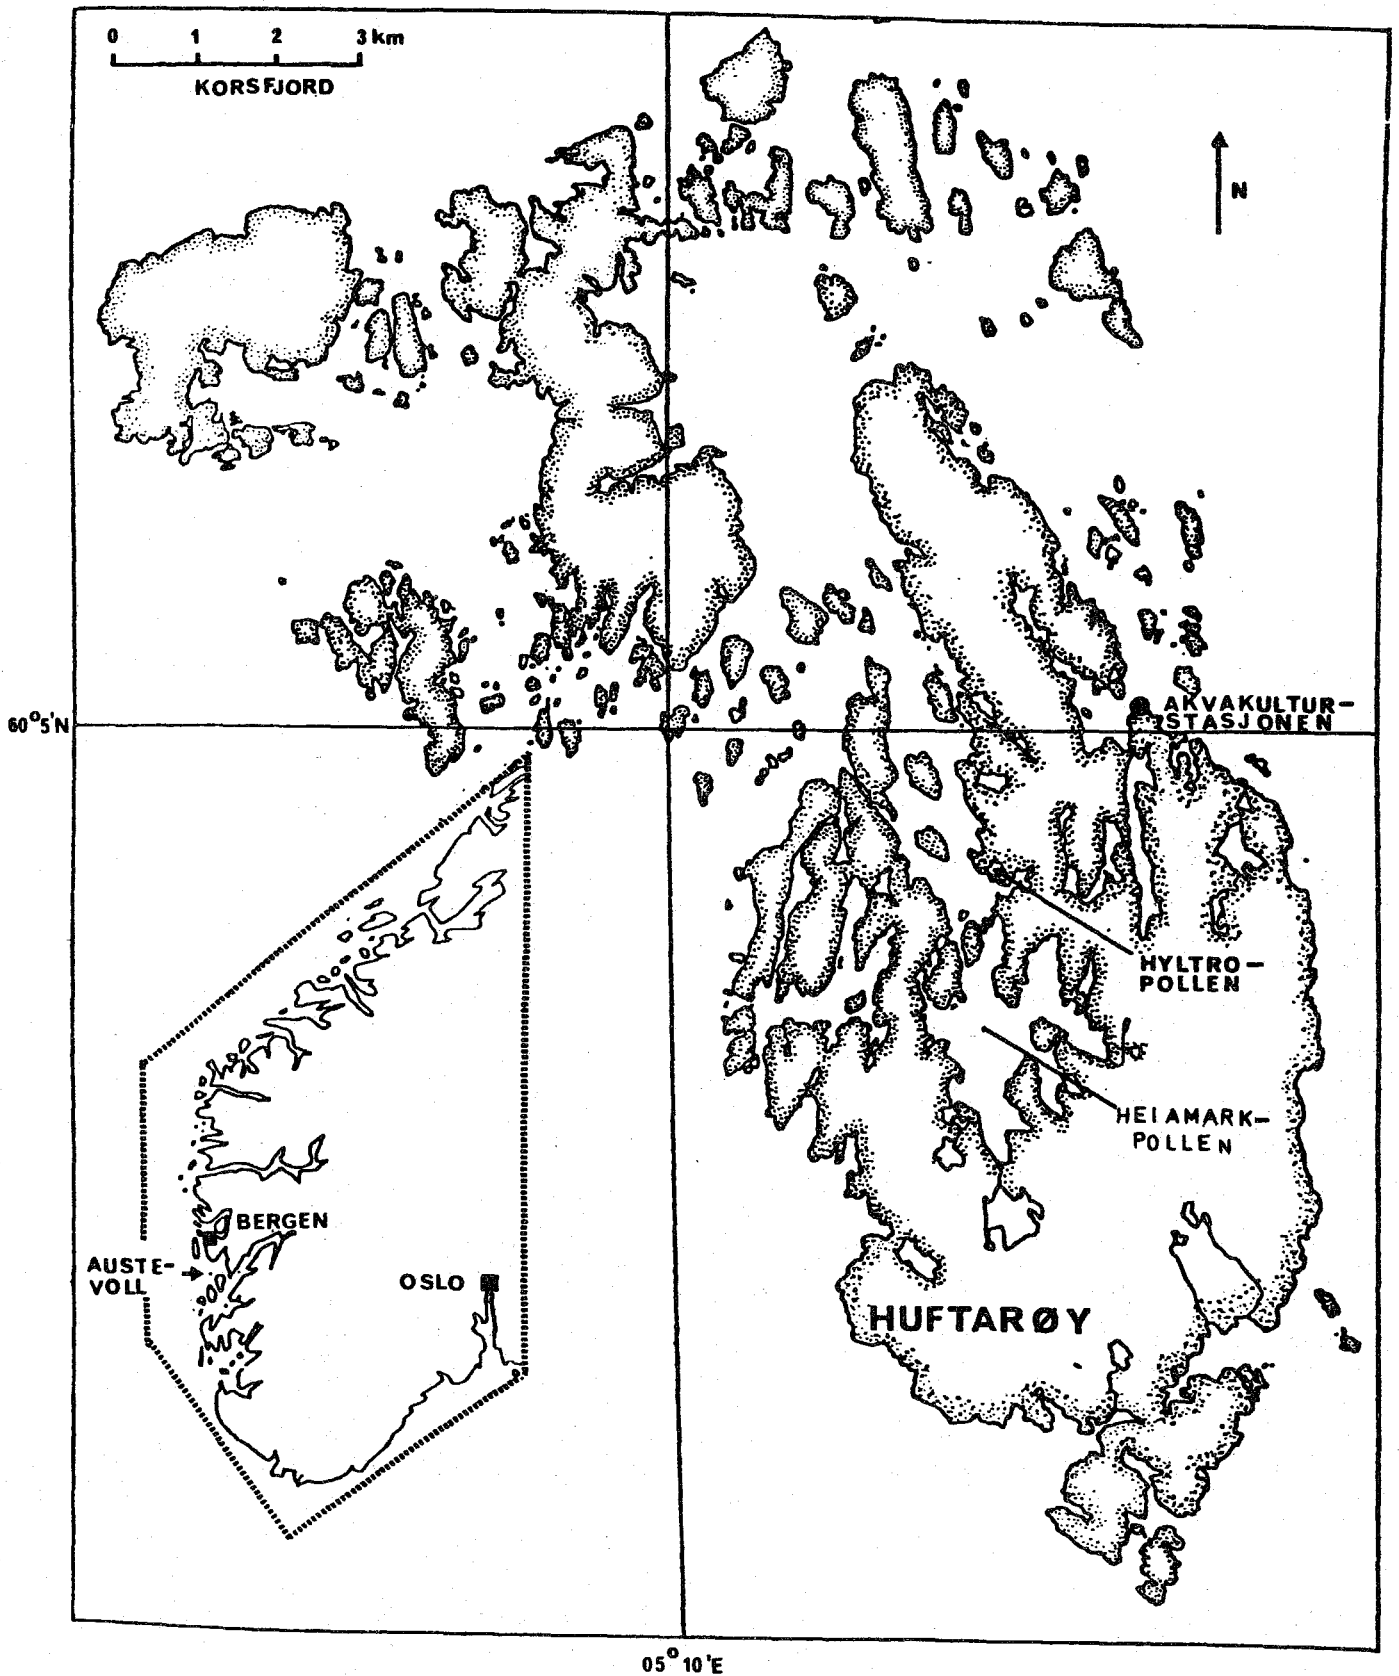 0 1 2 3 km
KORSFJORD
N
60°5'N
AKVAKULTUR-
STASJONEN
HYLTRO-
POLLEN
HEIAMARK-
POLLEN
BERGEN
AUSTE-
VOLL
OSLO
HUFTARØY
05°10'E